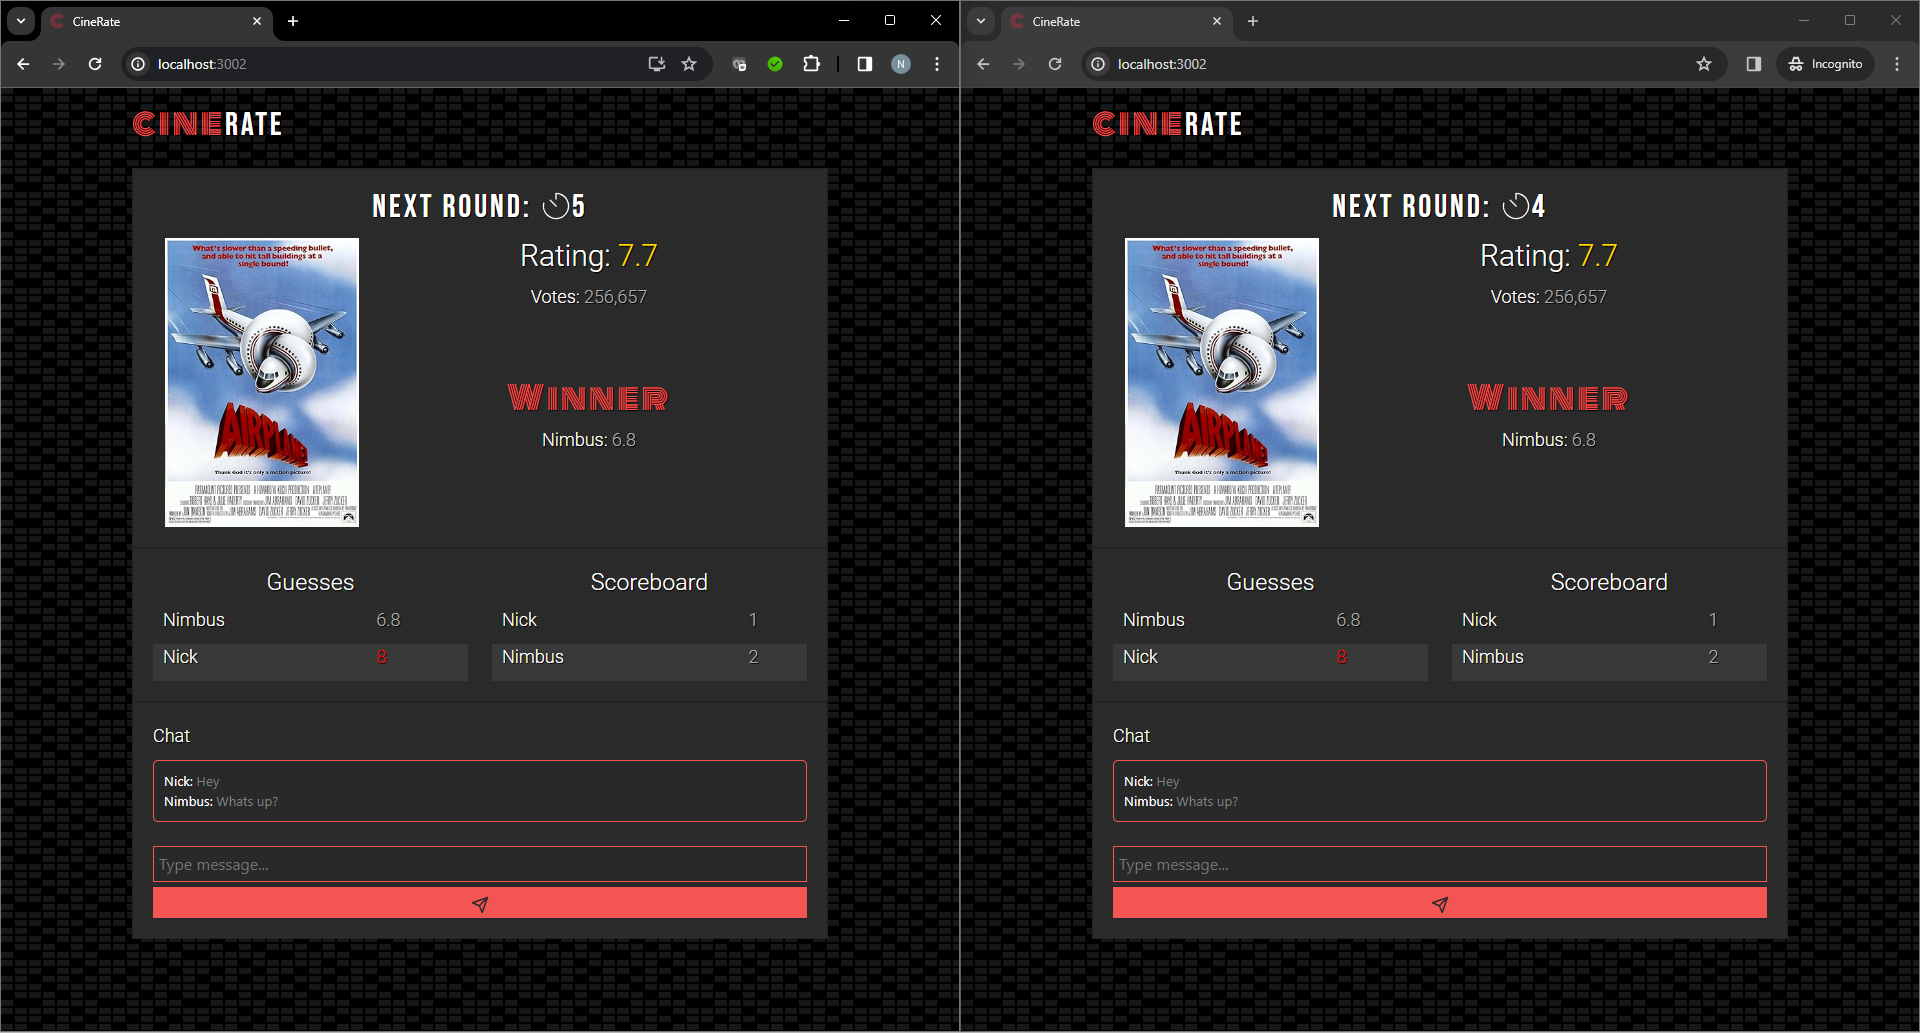 CineRate
localhost:3002
N
CINERATE
NEXT ROUND: 5
What's slower than a speeding bullet,
and able to hit tall buildings at a
single bound?
AIRPLANE!
Thank God it's only a motion picture!
Rating: 7.7
Votes: 256,657
WINNER
Nimbus: 6.8
Guesses
Nimbus 6.8
Nick 8
Scoreboard
Nick 1
Nimbus 2
Chat
Nick: Hey
Nimbus: Whats up?
Type message...
CineRate
localhost:3002
Incognito
CINERATE
NEXT ROUND: 4
What's slower than a speeding bullet,
and able to hit tall buildings at a
single bound?
AIRPLANE!
Thank God it's only a motion picture!
Rating: 7.7
Votes: 256,657
WINNER
Nimbus: 6.8
Guesses
Nimbus 6.8
Nick 8
Scoreboard
Nick 1
Nimbus 2
Chat
Nick: Hey
Nimbus: Whats up?
Type message...